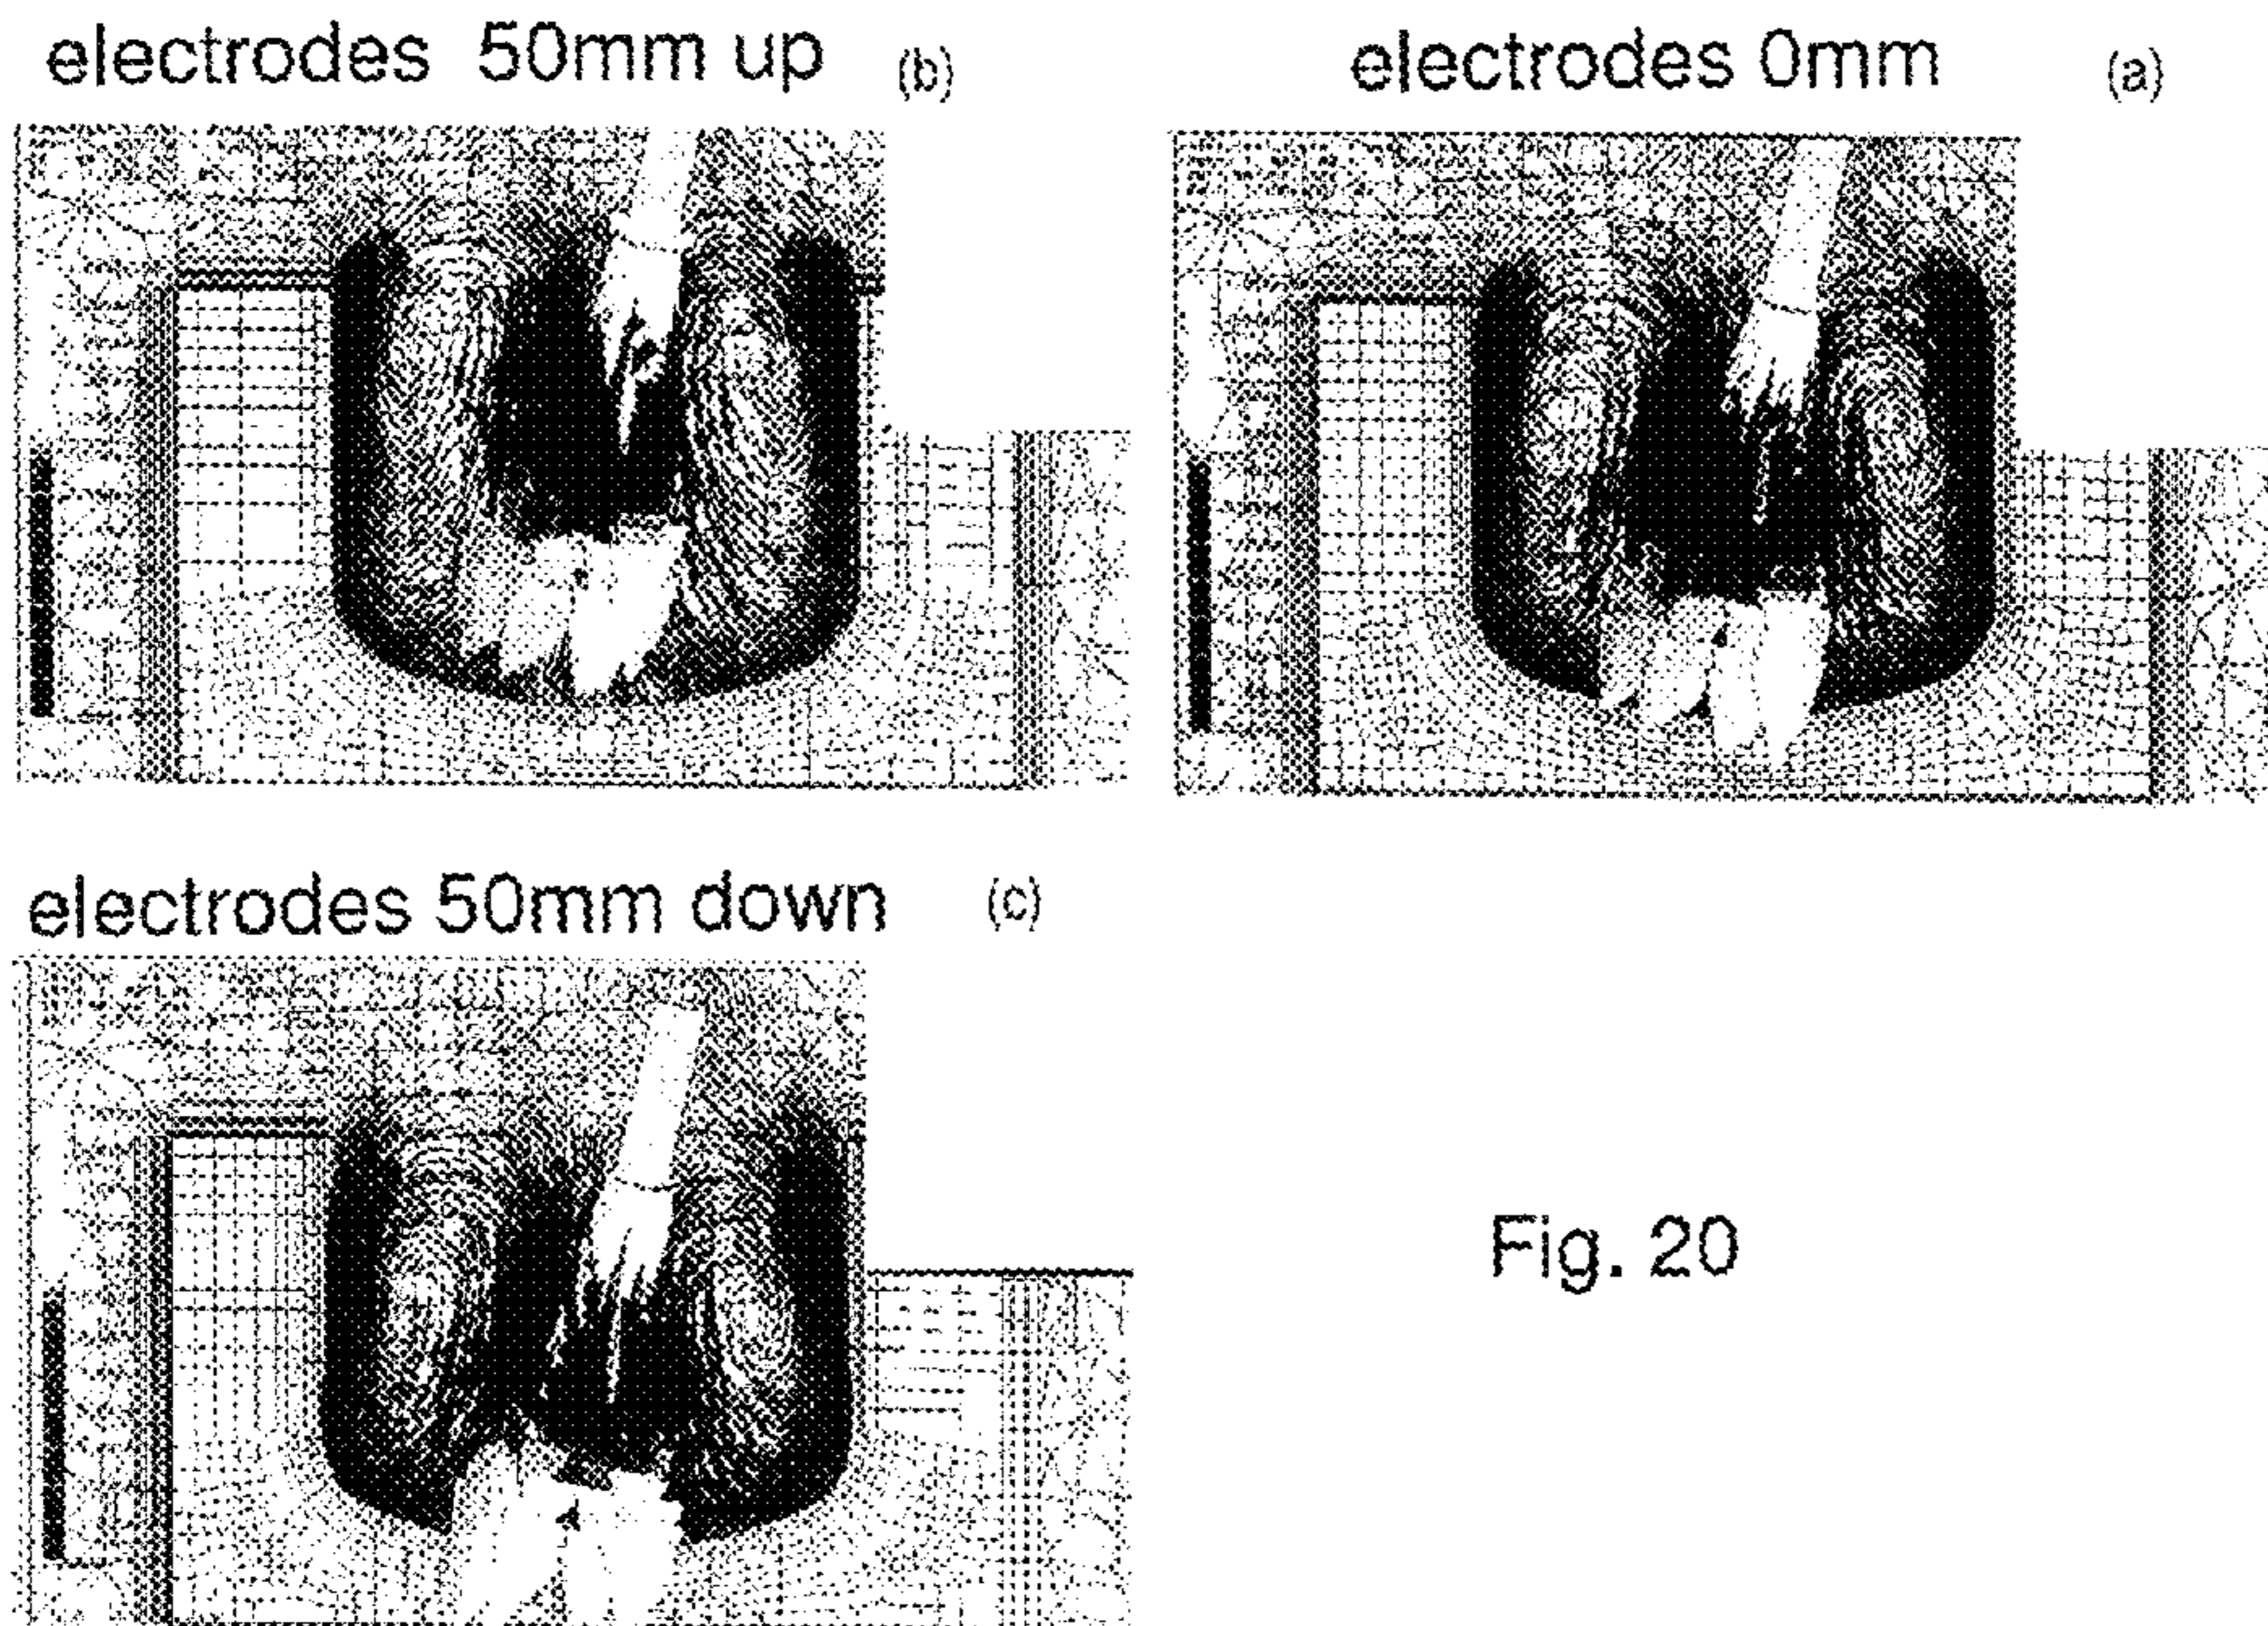 electrodes 50mm up (b)
electrodes 0mm (a)
electrodes 50mm down (c)
Fig. 20